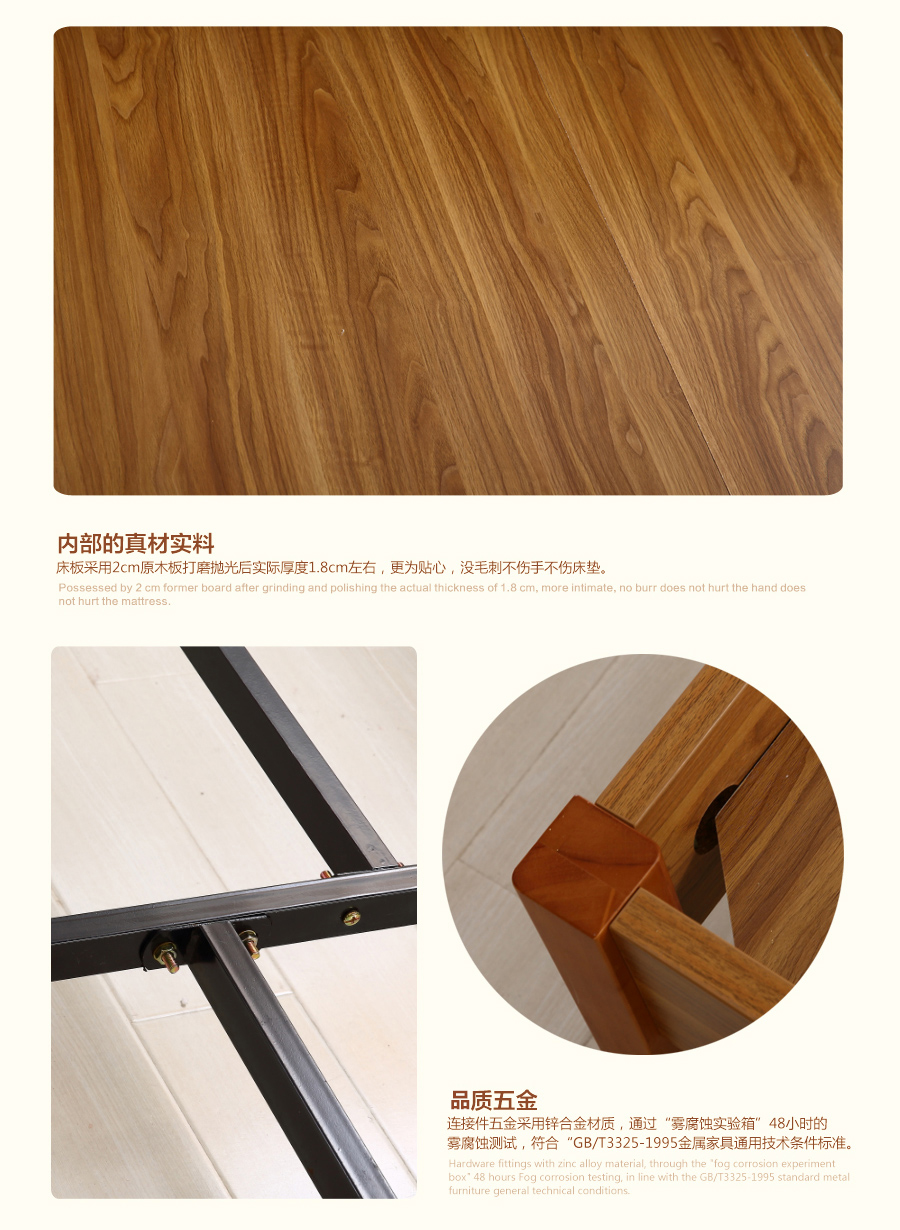 内部的真材实料
床板采用2cm原木板打磨抛光后实际厚度1.8cm左右，更为贴心，没毛刺不伤手不伤床垫。
Possessed by 2 cm former board after grinding and polishing the actual thickness of 1.8 cm, more intimate, no burr does not hurt the hand does
not hurt the mattress.
品质五金
连接件五金采用锌合金材质，通过“雾腐蚀实验箱”48小时的
雾腐蚀测试，符合“GB/T3325-1995金属家具通用技术条件标准。
Hardware fittings with zinc alloy material, through the "fog corrosion experiment
box" 48 hours Fog corrosion testing, in line with the GB/T3325-1995 standard metal
furniture general technical conditions.